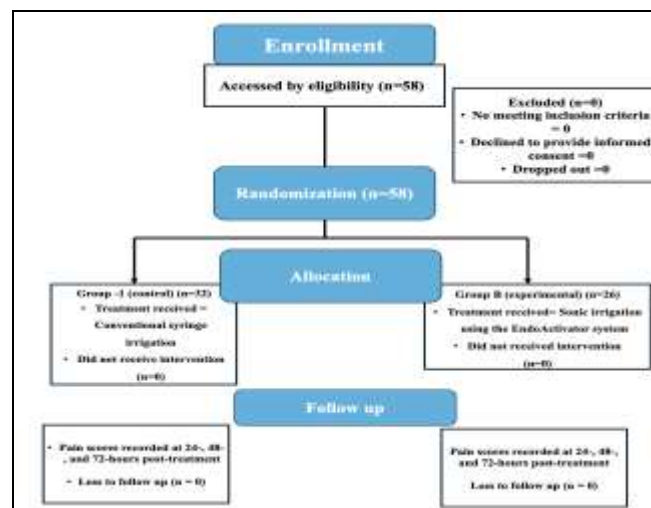 Enrollment
Accessed by eligibility (n=58)
Excluded (n=0)
• No meeting inclusion criteria
= 0
• Declined to provide informed
consent =0
• Dropped out =0
Randomization (n=58)
Allocation
Group -1 (control) (n=32)
• Treatment received =
Conventional syringe
irrigation
• Did not receive intervention
(n=0)
Group B (experimental) (n=26)
• Treatment received= Sonic irrigation
using the EndoActivator system
• Did not received intervention
(n=0)
Follow up
• Pain scores recorded at 24-, 48-
, and 72-hours post-treatment
• Loss to follow up (n = 0)
Pain scores recorded at 24-, 48-,
and 72-hours post-treatment
Loss to follow up (n = 0)